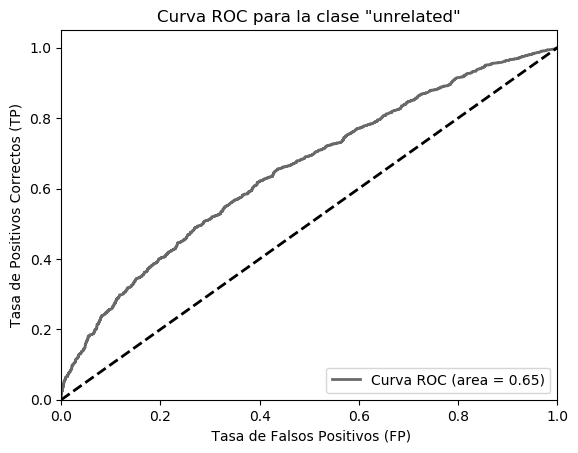 Curva ROC para la clase "unrelated"
Tasa de Positivos Correctos (TP)
1.0
0.8
0.6
0.4
0.2
0.0
Curva ROC (area = 0.65)
0.0 0.2 0.4 0.6 0.8 1.0
Tasa de Falsos Positivos (FP)